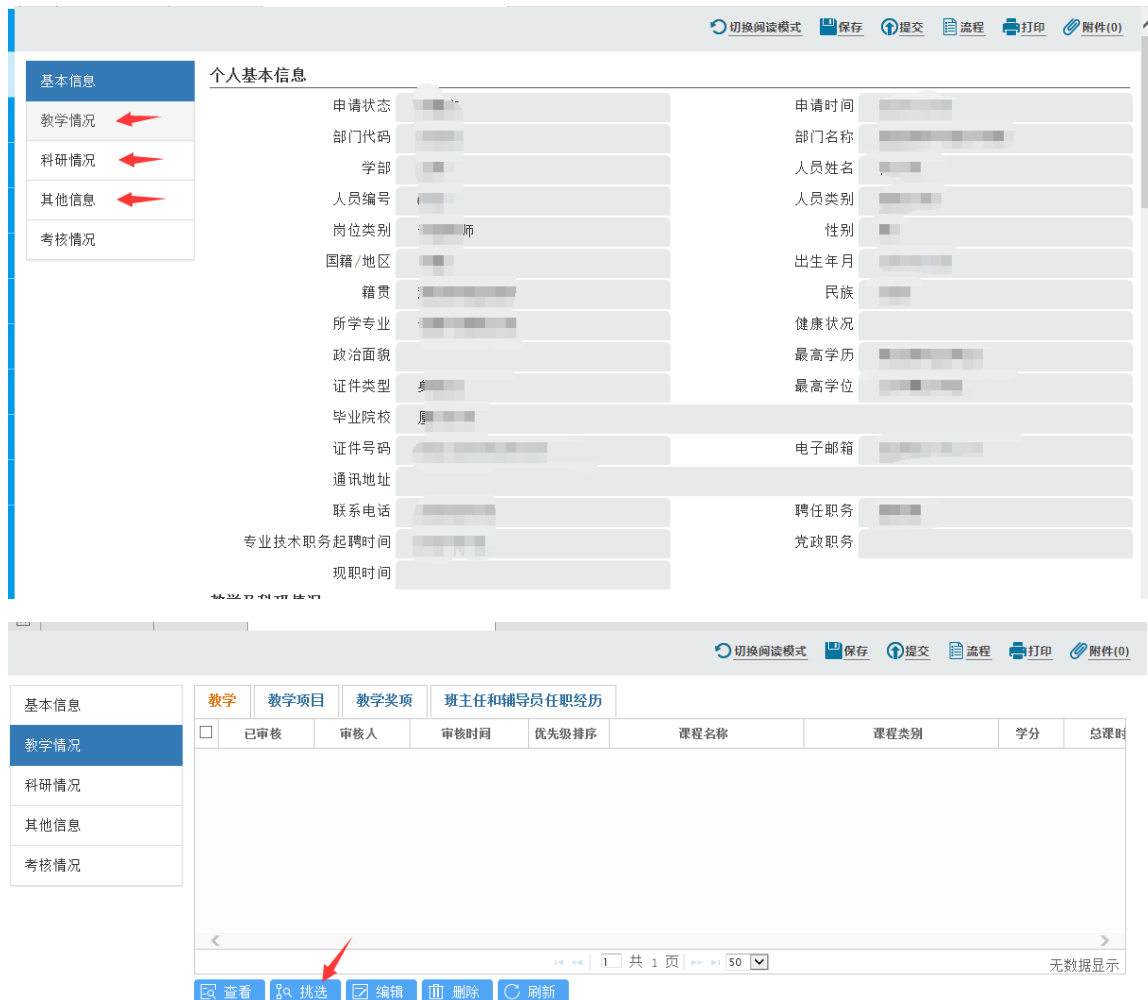 切换阅读模式 保存 提交 流程 打印 附件(0)
基本信息
教学情况
科研情况
其他信息
考核情况
个人基本信息
申请状态 申请时间
部门代码 部门名称
学部 人员姓名
人员编号 人员类别
岗位类别 师 性别
国籍/地区 出生年月
籍贯 民族
所学专业 健康状况
政治面貌 最高学历
证件类型 最高学位
毕业院校
证件号码 电子邮箱
通讯地址
联系电话 聘任职务
专业技术职务起聘时间 党政职务
现职时间
教学及科研情况
切换阅读模式 保存 提交 流程 打印 附件(0)
基本信息
教学情况
科研情况
其他信息
考核情况
教学 教学项目 教学奖项 班主任和辅导员任职经历
已审核 审核人 审核时间 优先级排序 课程名称 课程类别 学分 总课时
1 共 1 页 50
无数据显示
查看 挑选 编辑 删除 刷新